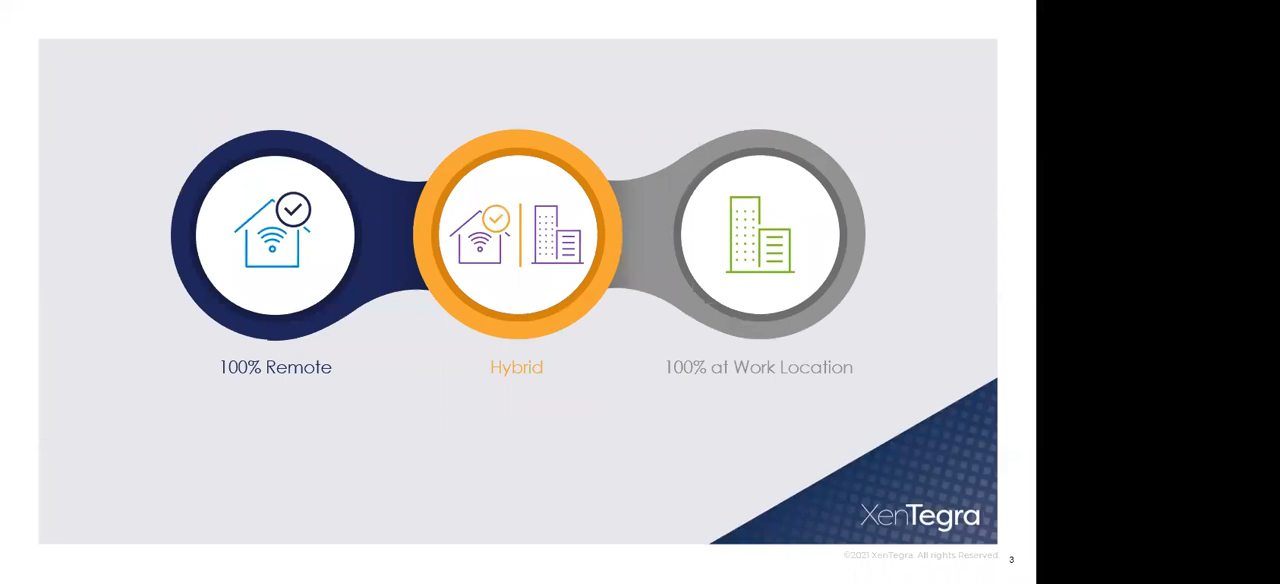 100% Remote
Hybrid
100% at Work Location
XenTegra
©2021 XenTegra. All rights Reserved.
3